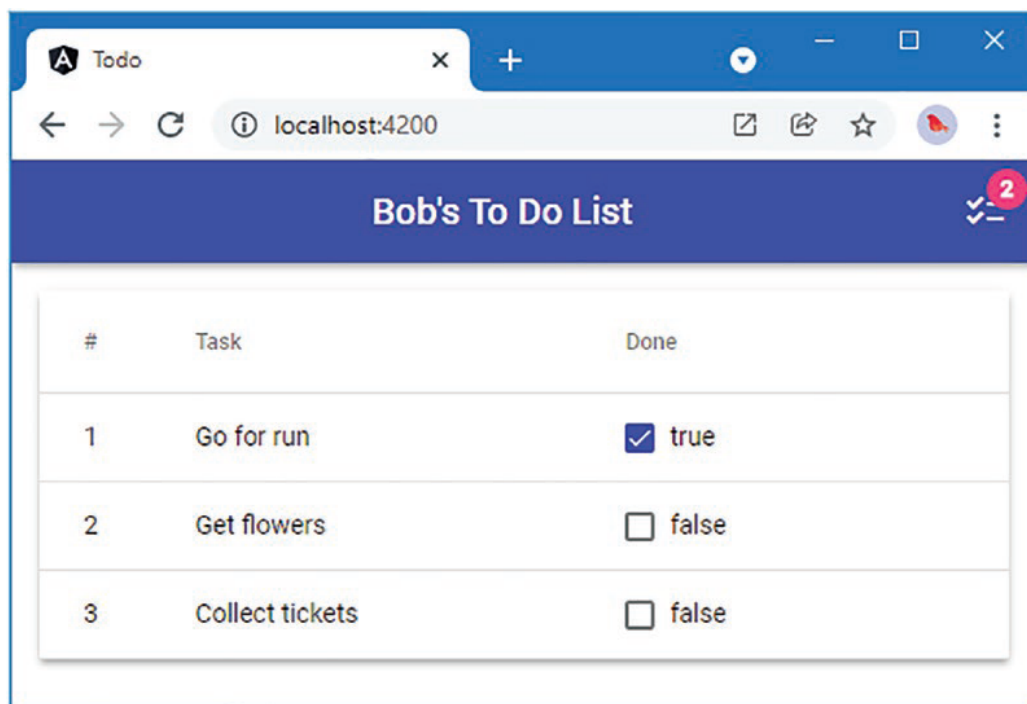 Todo
localhost:4200
Bob's To Do List
2
# Task Done
1 Go for run true
2 Get flowers false
3 Collect tickets false